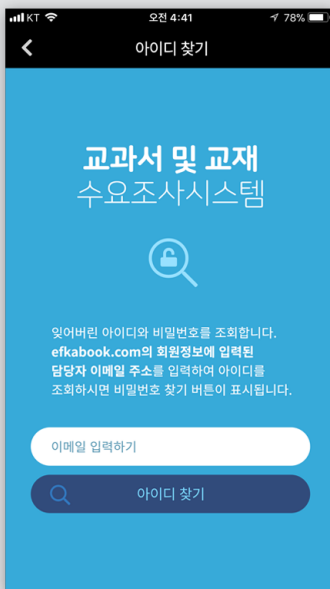 KT 오전 4:41 78%
아이디 찾기
교과서 및 교재
수요조사시스템
잊어버린 아이디와 비밀번호를 조회합니다.
efkabook.com의 회원정보에 입력된
담당자 이메일 주소를 입력하여 아이디를
조회하시면 비밀번호 찾기 버튼이 표시됩니다.
이메일 입력하기
아이디 찾기